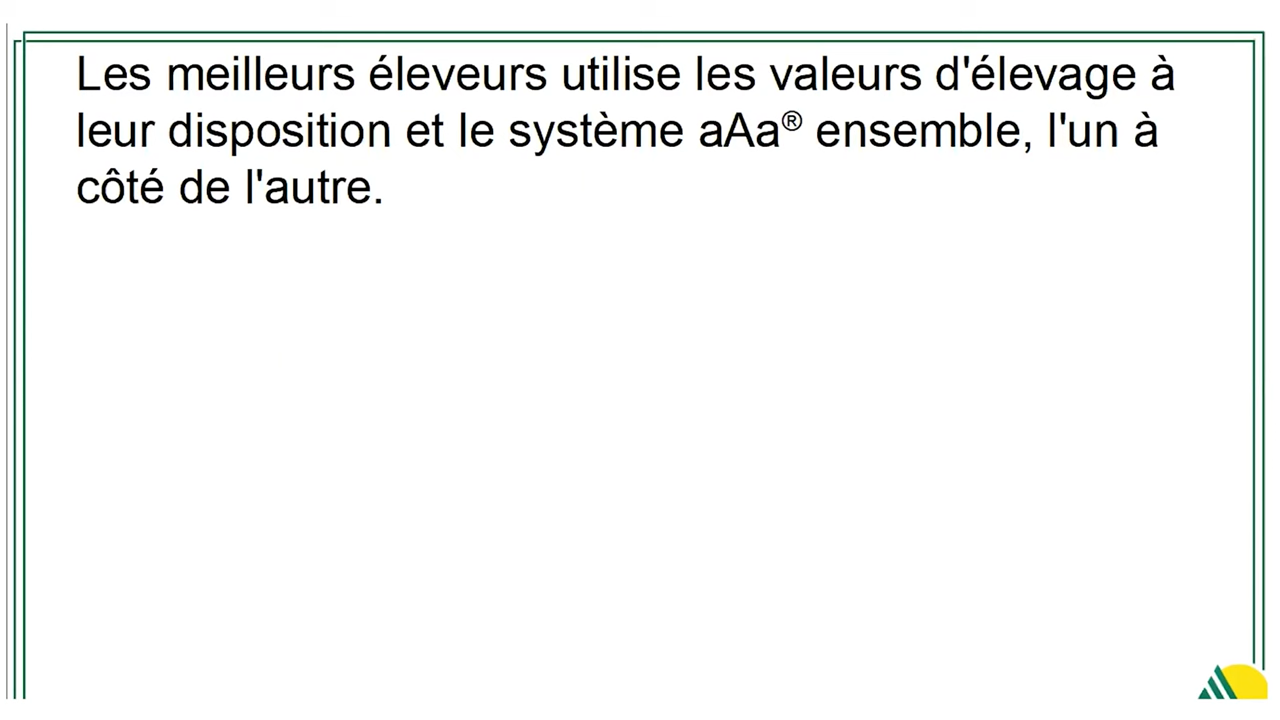 Les meilleurs éleveurs utilise les valeurs d'élevage à
leur disposition et le système aAa® ensemble, l'un à
côté de l'autre.